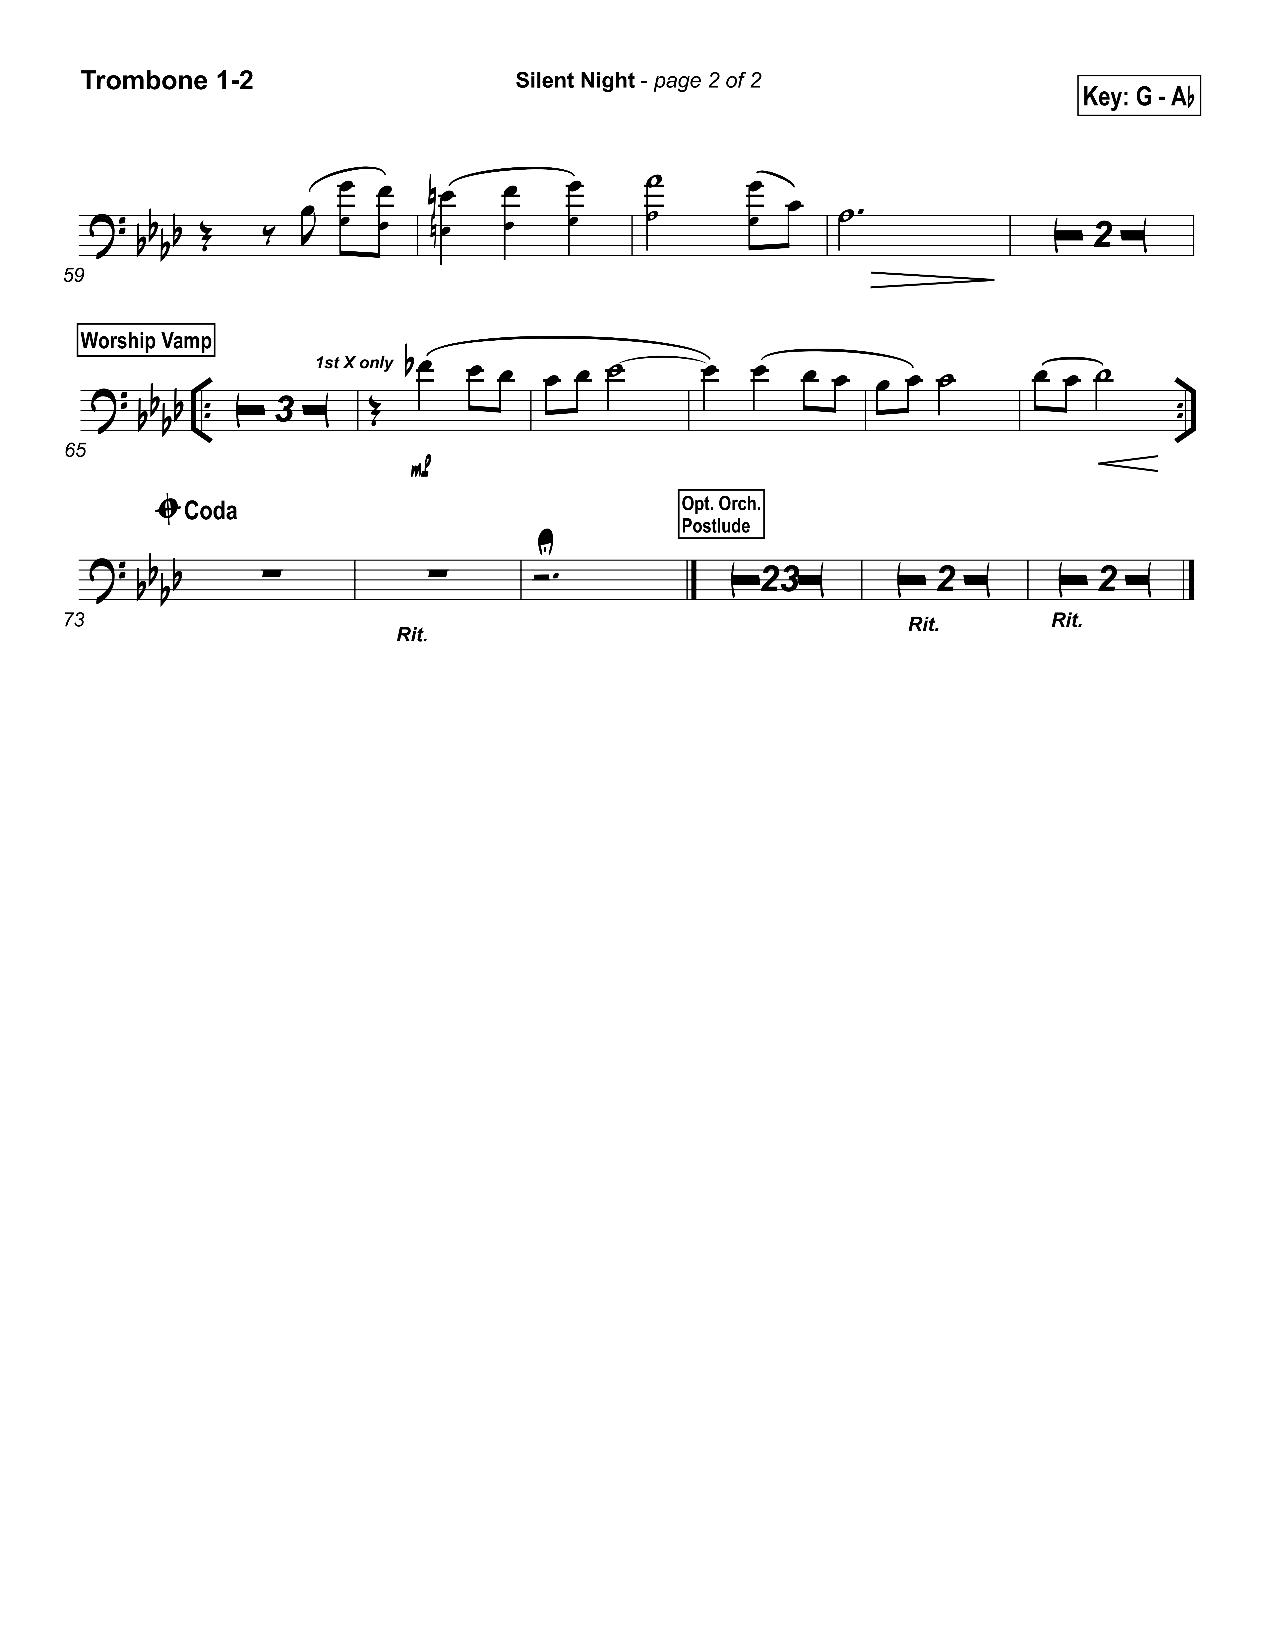 Trombone 1-2
Silent Night - page 2 of 2
Key: G - A♭
2
59
Worship Vamp
1st X only
3
65
mf
Coda
Opt. Orch.
Postlude
23 2 2
73
Rit. Rit. Rit.